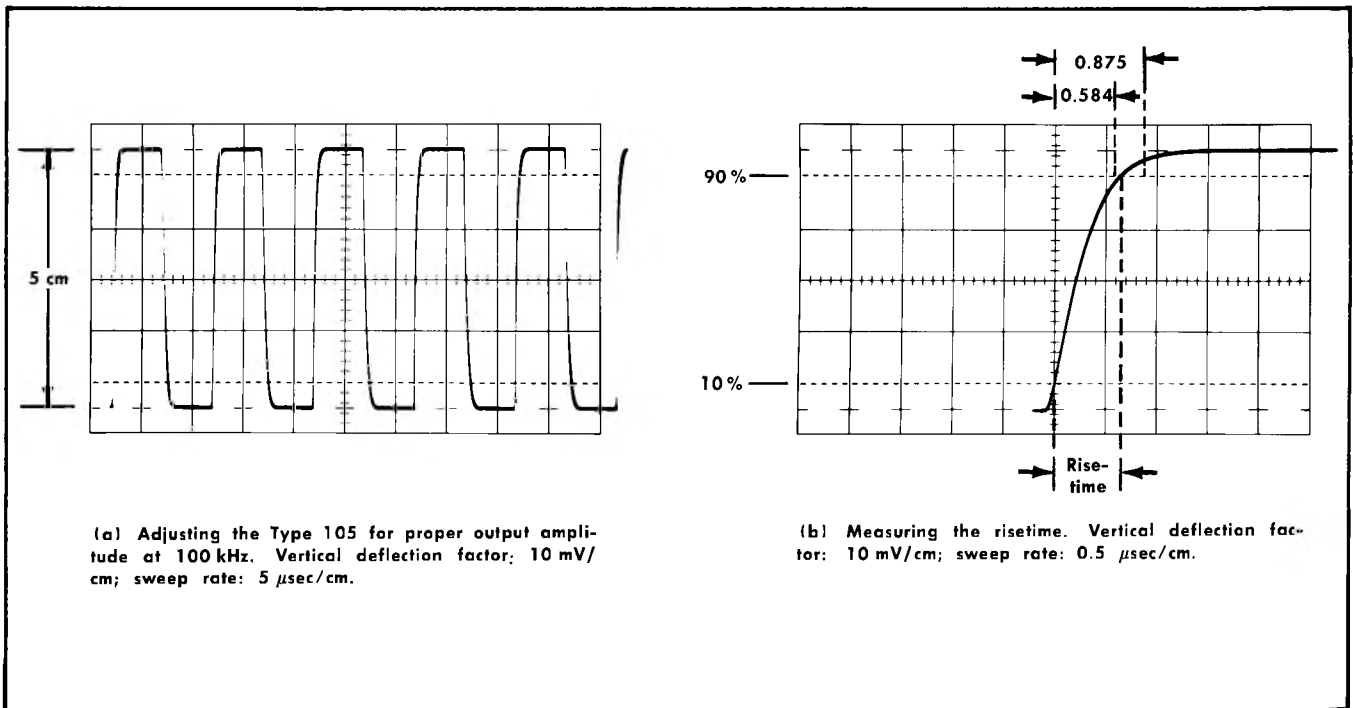 5 cm
0.875
0.584
90%
10%
Rise-
time
(a) Adjusting the Type 105 for proper output ampli-
tude at 100 kHz. Vertical deflection factor: 10 mV/
cm; sweep rate: 5 μsec/cm.
(b) Measuring the risetime. Vertical deflection fac-
tor: 10 mV/cm; sweep rate: 0.5 μsec/cm.